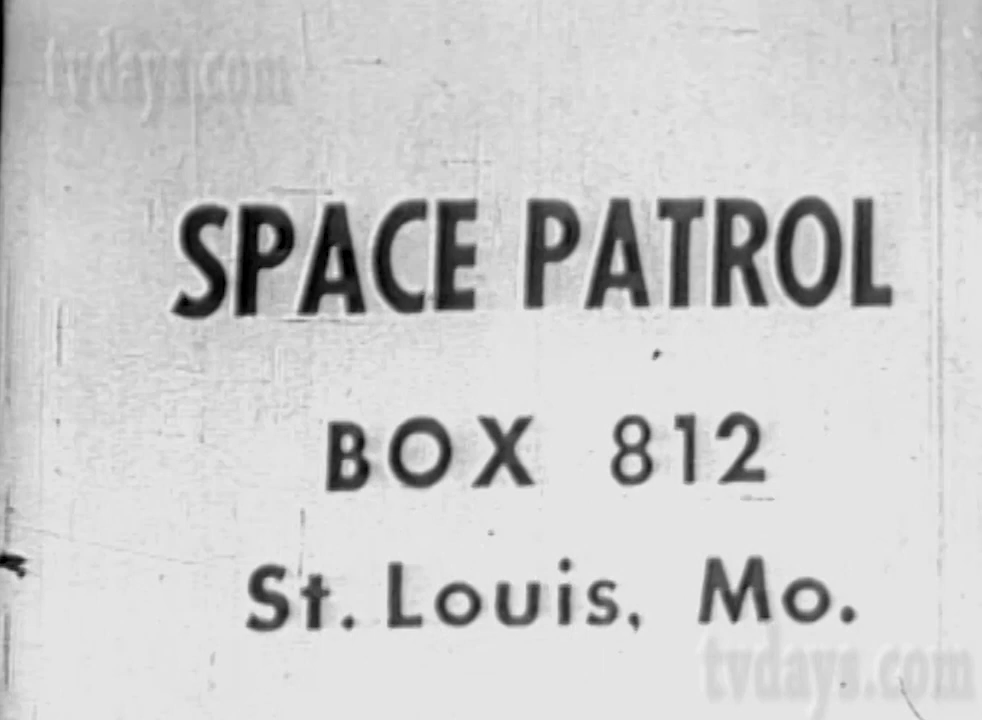 tvdays.com
SPACE PATROL
BOX 812
St. Louis, Mo.
tvdays.com